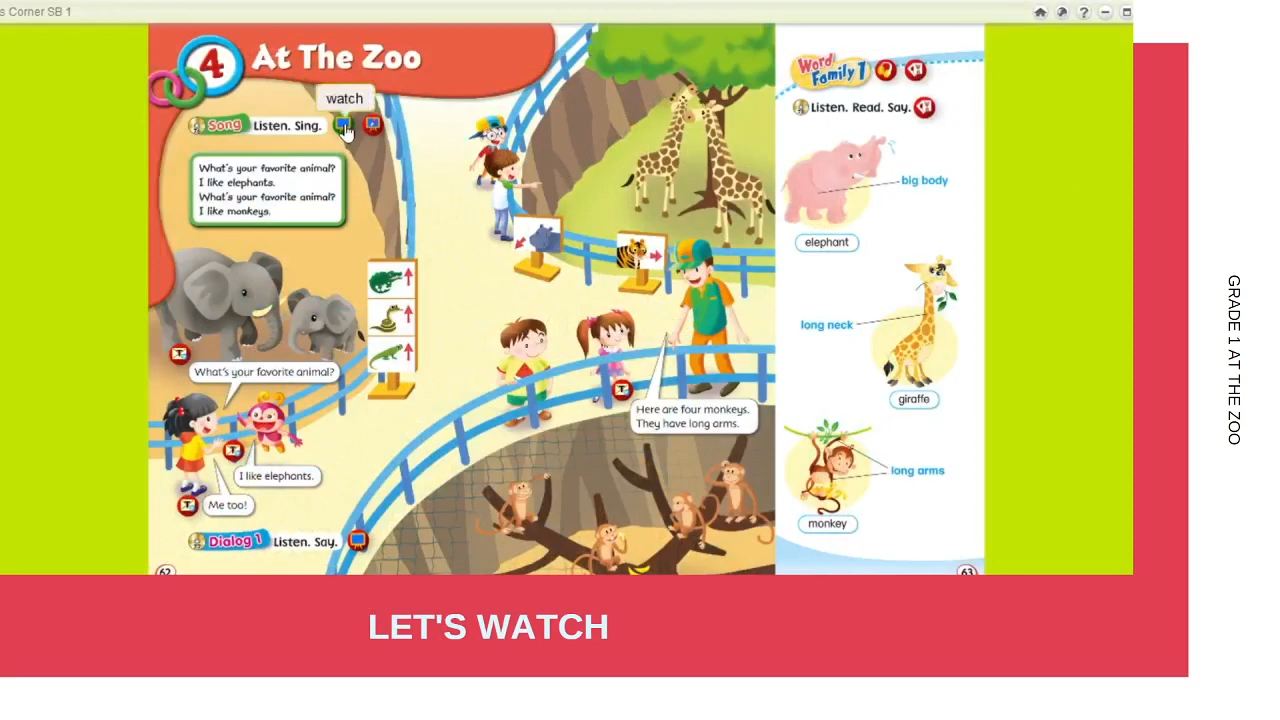 s Corner SB 1
4 At The Zoo
watch
Song Listen. Sing.
What's your favorite animal?
I like elephants.
What's your favorite animal?
I like monkeys.
What's your favorite animal?
I like elephants.
Me too!
Here are four monkeys.
They have long arms.
Dialog 1 Listen. Say.
62
Word
Family 1
Listen. Read. Say.
big body
elephant
long neck
giraffe
long arms
monkey
63
LET'S WATCH
GRADE 1 AT THE ZOO